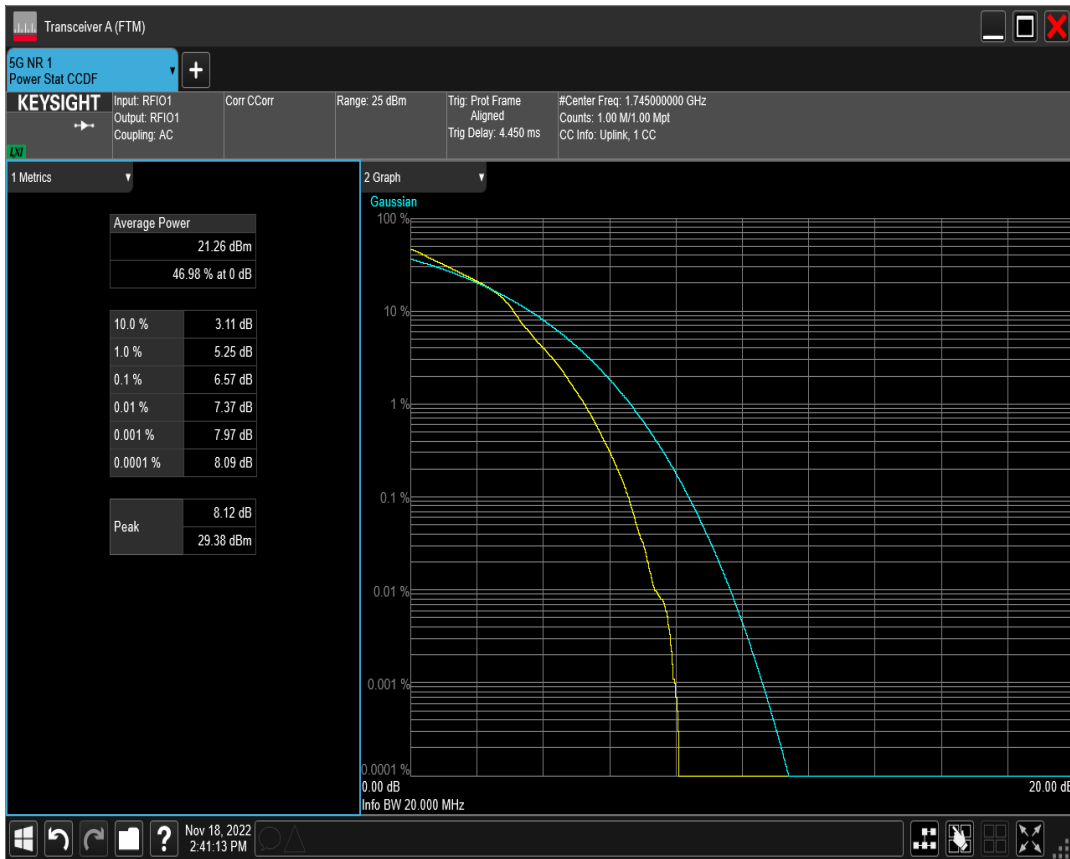 Transceiver A (FTM)
5G NR 1
Power Stat CCDF
KEYSIGHT
LXI
Input: RFIO1
Output: RFIO1
Coupling: AC
Corr CCorr
Range: 25 dBm
Trig: Prot Frame
Aligned
Trig Delay: 4.450 ms
#Center Freq: 1.745000000 GHz
Counts: 1.00 M/1.00 Mpt
CC Info: Uplink, 1 CC
1 Metrics
Average Power
21.26 dBm
46.98 % at 0 dB
10.0 % 3.11 dB
1.0 % 5.25 dB
0.1 % 6.57 dB
0.01 % 7.37 dB
0.001 % 7.97 dB
0.0001 % 8.09 dB
Peak 8.12 dB
29.38 dBm
2 Graph
Gaussian
100 %
10 %
1 %
0.1 %
0.01 %
0.001 %
0.0001 %
0.00 dB 20.00 dB
Info BW 20.000 MHz
Nov 18, 2022
2:41:13 PM